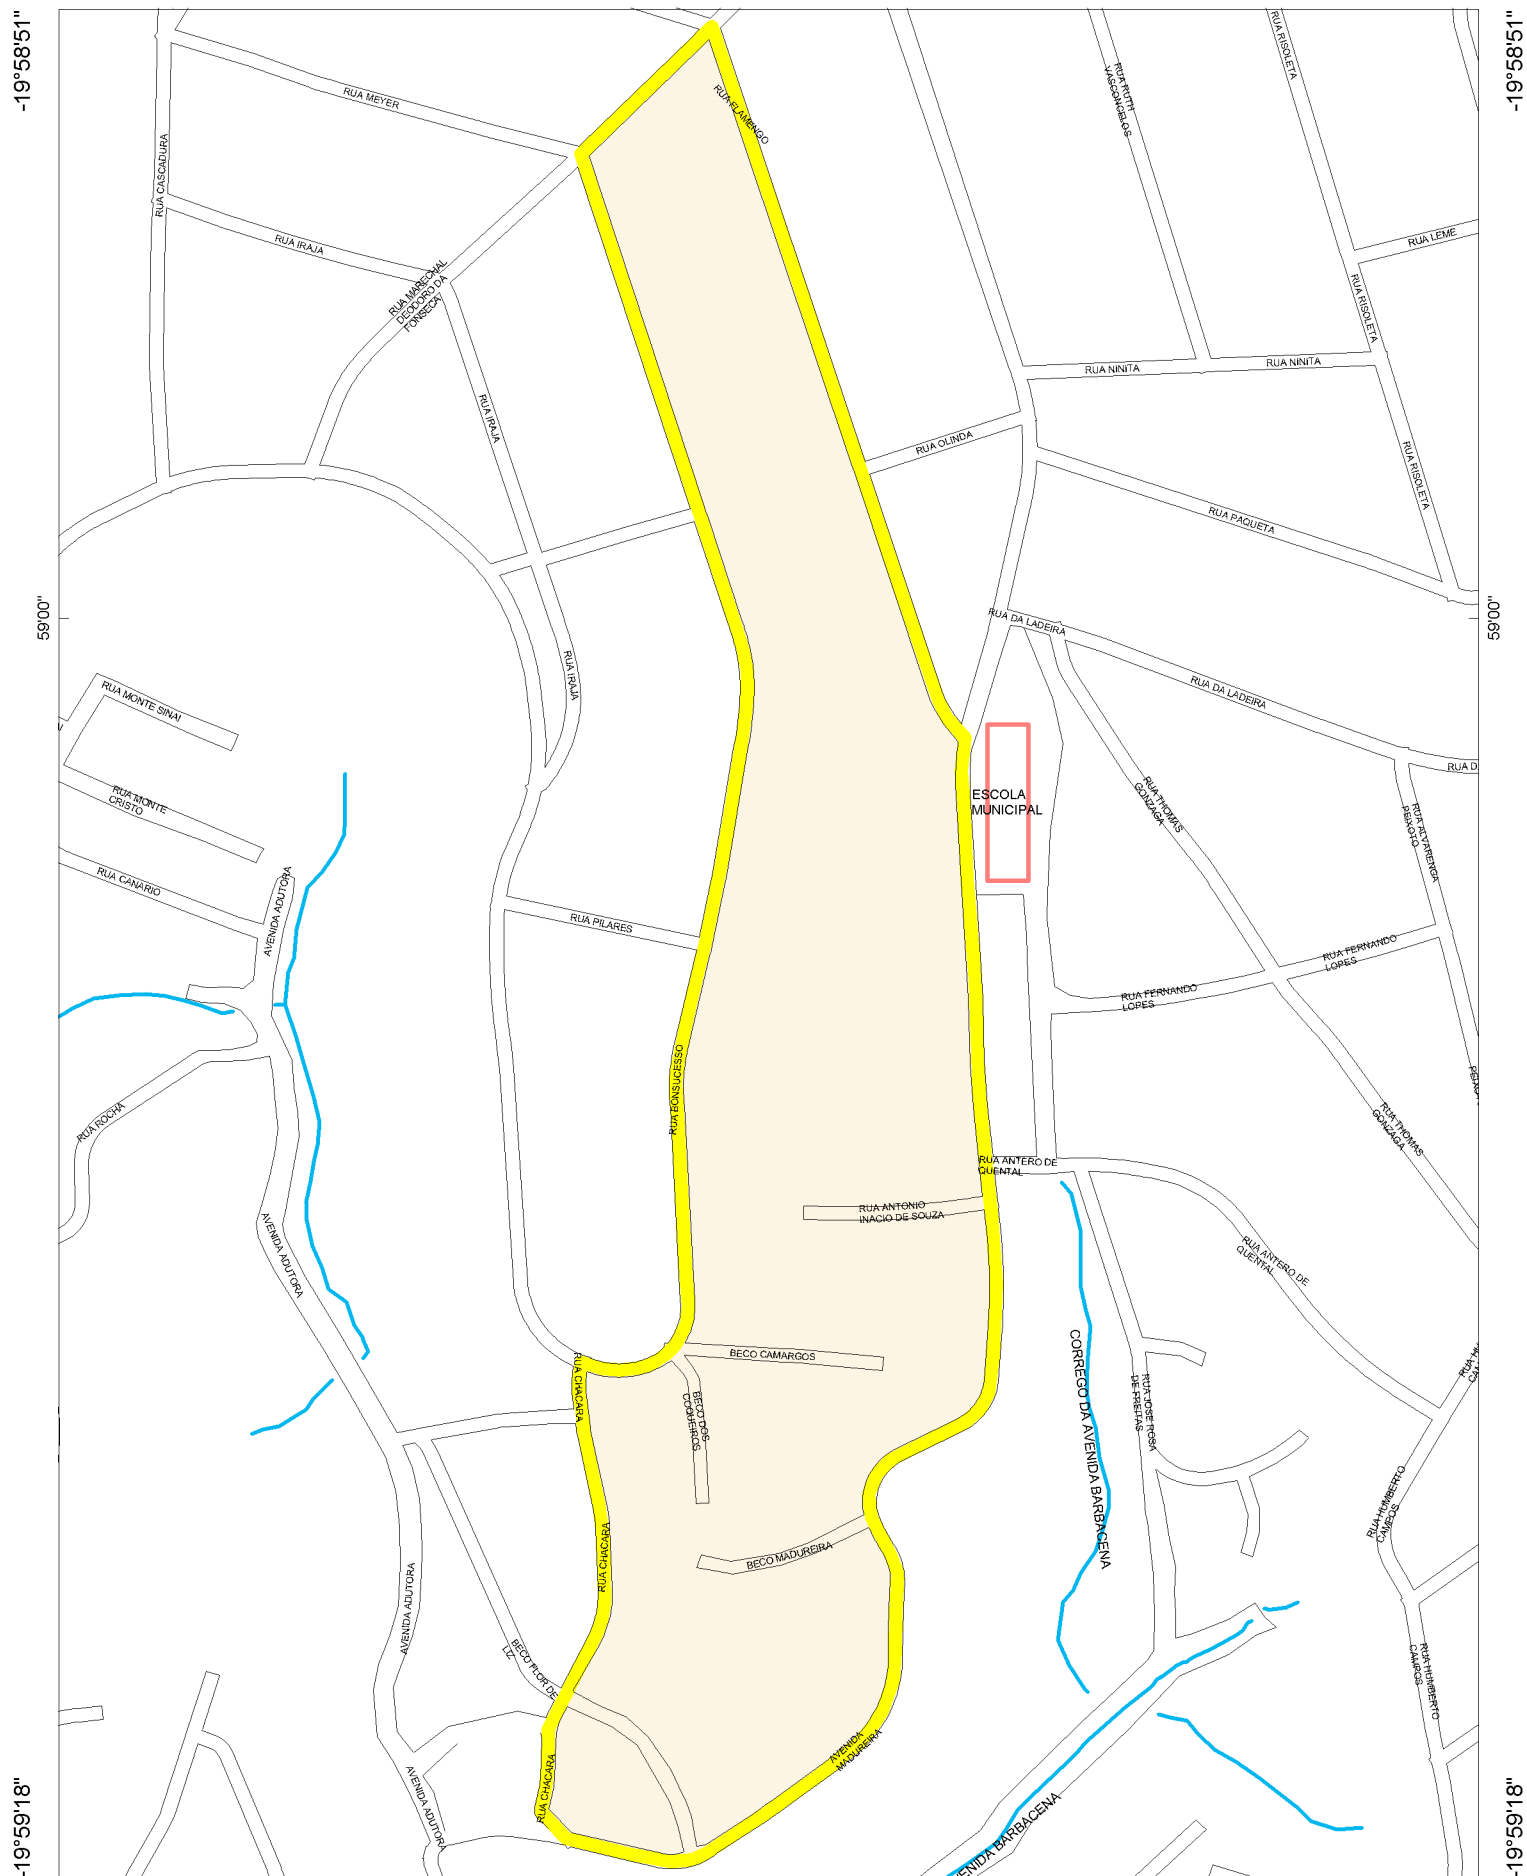 -19°58'51"
-19°58'51"
RUA RISOLETA
RUA MEYER
RUA FLAMENGO
RUA RUTH
VASCONCELOS
RUA CASCADURA
RUA IRAJA
RUA LEME
RUA MARECHAL
DEODORO DA
FONSECA
RUA RISOLETA
RUA NINITA
RUA NINITA
RUA IRAJA
RUA OLINDA
RUA RISOLETA
RUA PAQUETA
59'00"
59'00"
RUA DA LADEIRA
RUA IRAJA
RUA DA LADEIRA
RUA MONTE SINAI
RUA D
RUA MONTE
CRISTO
ESCOLA
MUNICIPAL
RUA THOMAS
GONZAGA
RUA ALVARENGA
PEIXOTO
RUA CANARIO
AVENIDA ADUTORA
RUA PILARES
RUA FERNANDO
LOPES
RUA FERNANDO
LOPES
RUA BONSUCESSO
RUA ROCHA
RUA THOMAS
GONZAGA
RUA ANTERO DE
QUENTAL
RUA ANTONIO
INACIO DE SOUZA
AVENIDA ADUTORA
RUA ANTERO DE
QUENTAL
BECO CAMARGOS
RUA CHACARA
BECO DOS
COQUEIROS
RUA JOSE ROSA
DE FREITAS
CORREGO DA AVENIDA BARBACENA
RUA HUMBERTO
CAMPOS
RUA CHACARA
BECO MADUREIRA
AVENIDA ADUTORA
BECO FLOR DE
LIZ
RUA HUMBERTO
CAMPOS
AVENIDA
MADUREIRA
RUA CHACARA
AVENIDA ADUTORA
ENIDA BARBACENA
-19°59'18"
-19°59'18"